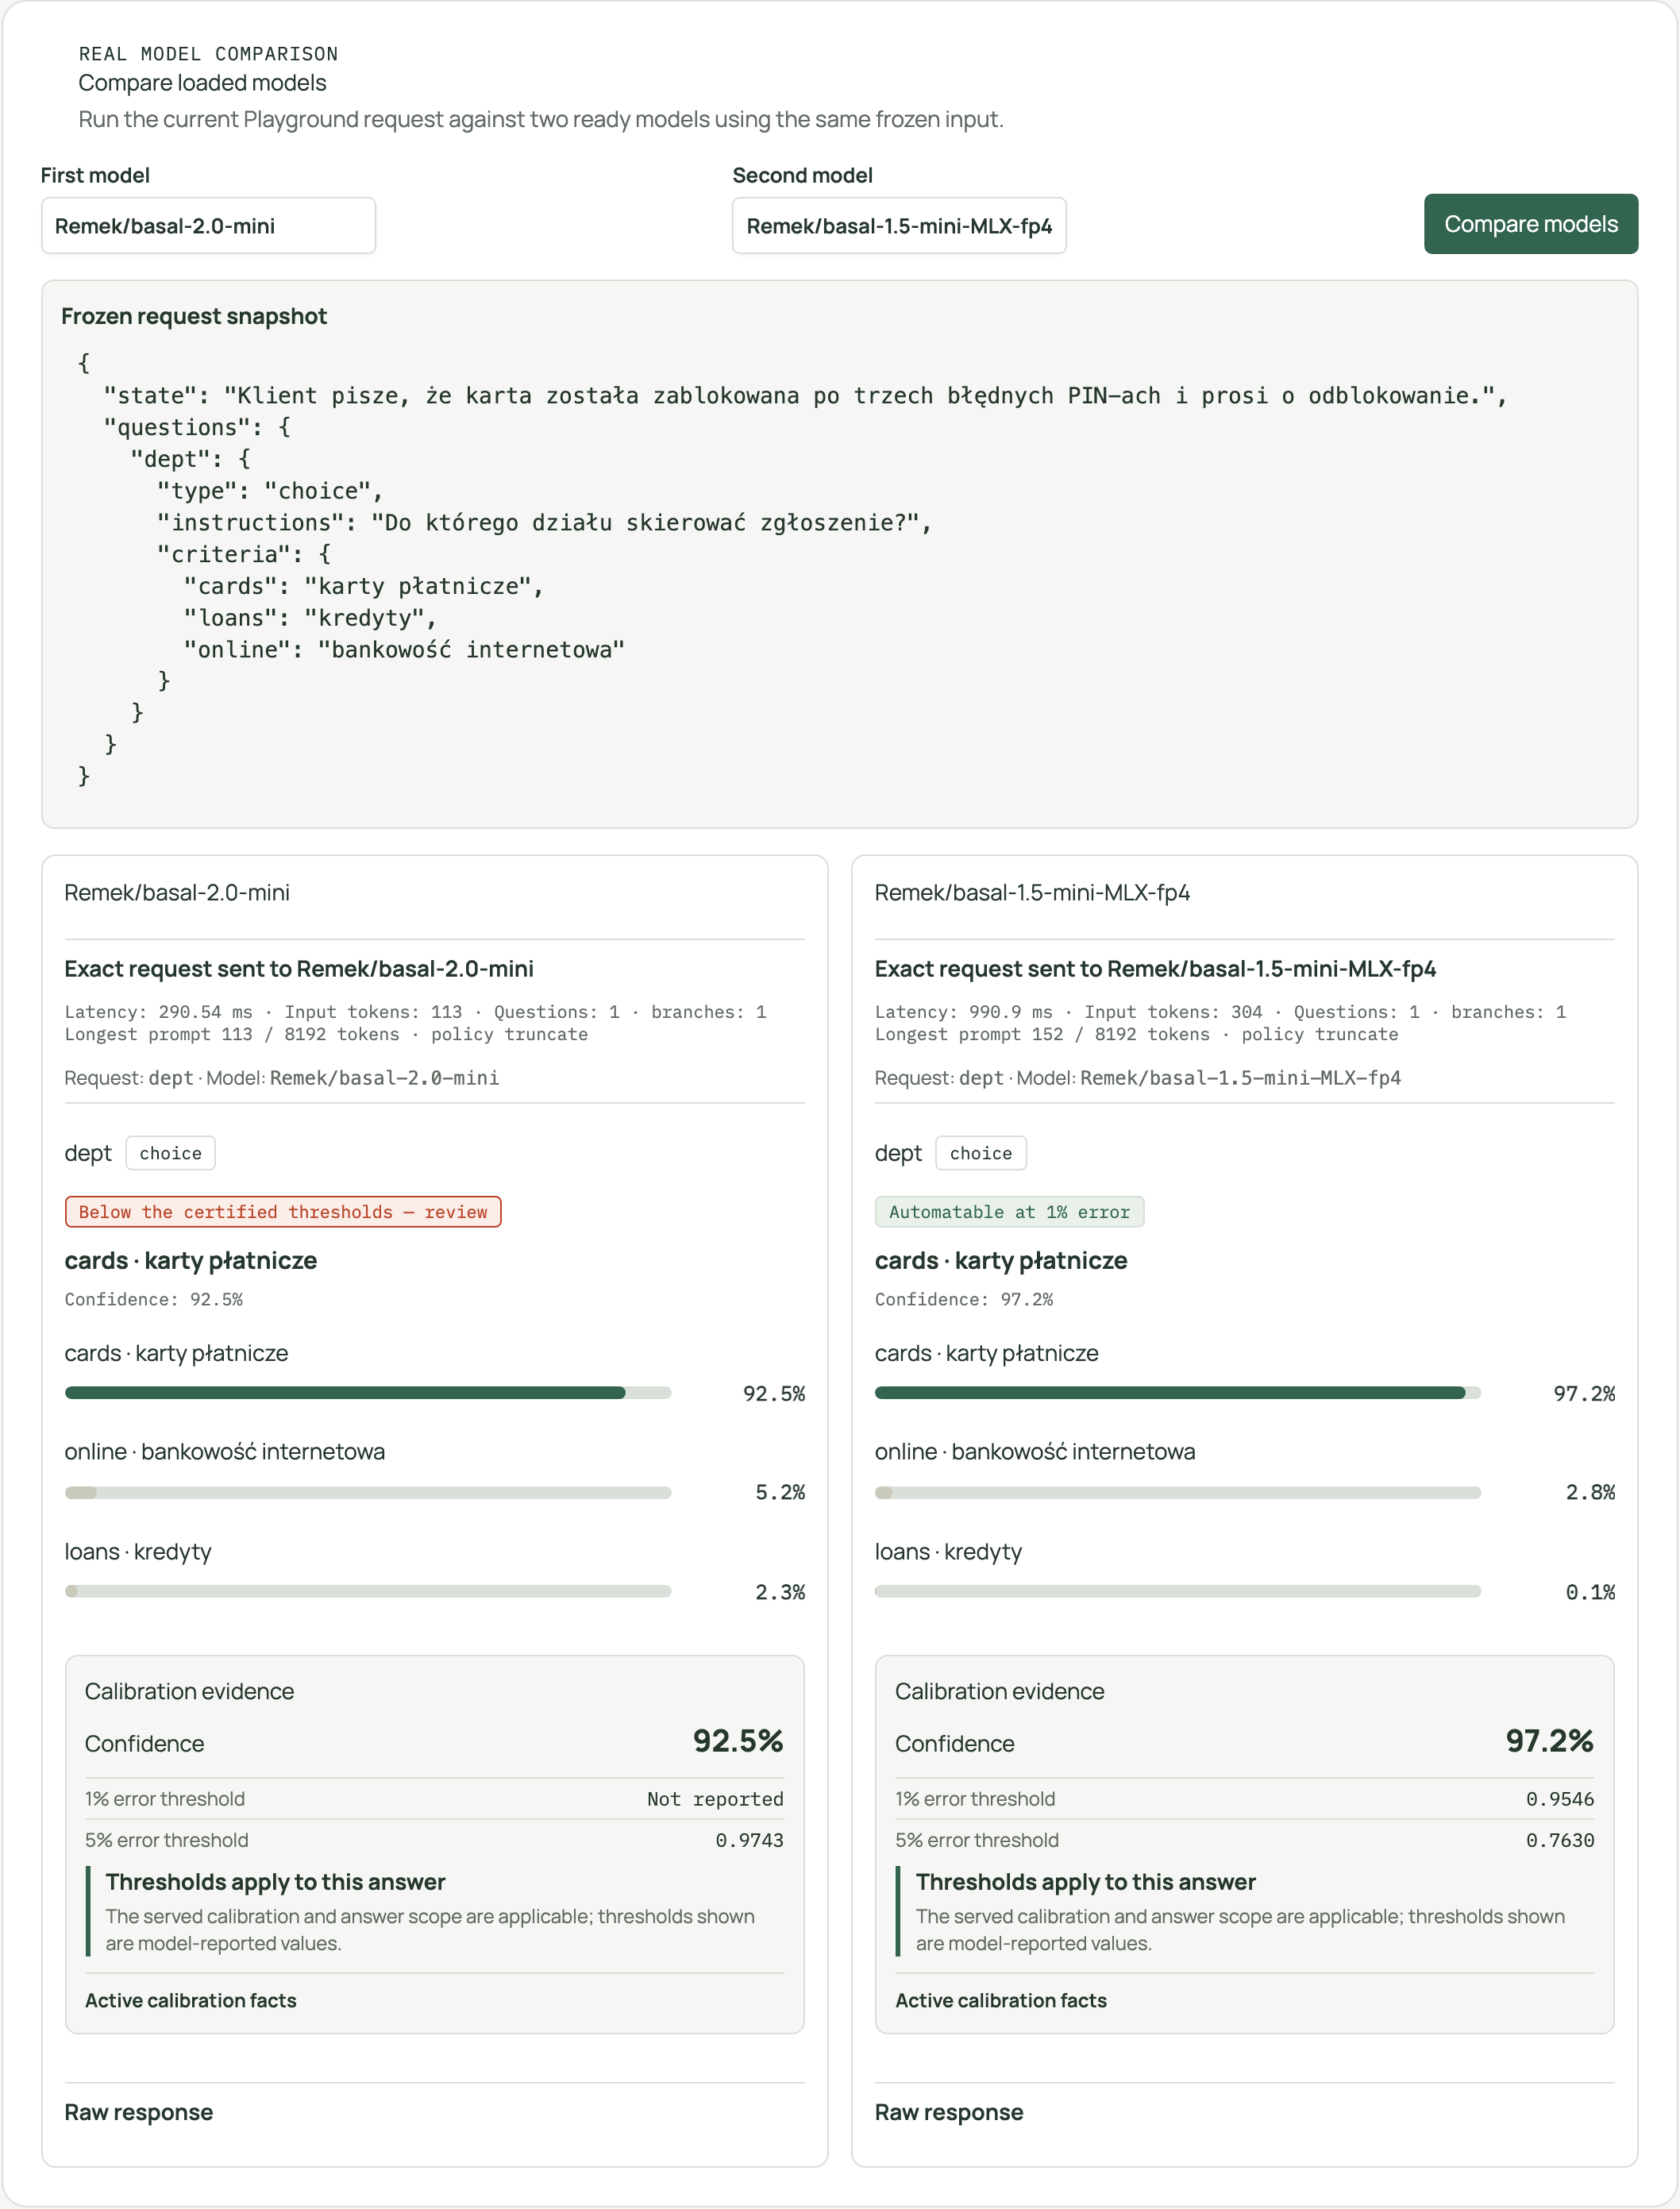 REAL MODEL COMPARISON
Compare loaded models
Run the current Playground request against two ready models using the same frozen input.
First model
Remek/basal-2.0-mini
Second model
Remek/basal-1.5-mini-MLX-fp4
Compare models
Frozen request snapshot
{
  "state": "Klient pisze, że karta została zablokowana po trzech błędnych PIN-ach i prosi o odblokowanie.",
  "questions": {
    "dept": {
      "type": "choice",
      "instructions": "Do którego działu skierować zgłoszenie?",
      "criteria": {
        "cards": "karty płatnicze",
        "loans": "kredyty",
        "online": "bankowość internetowa"
      }
    }
  }
}
Remek/basal-2.0-mini
Exact request sent to Remek/basal-2.0-mini
Latency: 290.54 ms · Input tokens: 113 · Questions: 1 · branches: 1
Longest prompt 113 / 8192 tokens · policy truncate
Request: dept · Model: Remek/basal-2.0-mini
dept choice
Below the certified thresholds — review
cards · karty płatnicze
Confidence: 92.5%
cards · karty płatnicze
92.5%
online · bankowość internetowa
5.2%
loans · kredyty
2.3%
Calibration evidence
Confidence 92.5%
1% error threshold Not reported
5% error threshold 0.9743
Thresholds apply to this answer
The served calibration and answer scope are applicable; thresholds shown
are model-reported values.
Active calibration facts
Raw response
Remek/basal-1.5-mini-MLX-fp4
Exact request sent to Remek/basal-1.5-mini-MLX-fp4
Latency: 990.9 ms · Input tokens: 304 · Questions: 1 · branches: 1
Longest prompt 152 / 8192 tokens · policy truncate
Request: dept · Model: Remek/basal-1.5-mini-MLX-fp4
dept choice
Automatable at 1% error
cards · karty płatnicze
Confidence: 97.2%
cards · karty płatnicze
97.2%
online · bankowość internetowa
2.8%
loans · kredyty
0.1%
Calibration evidence
Confidence 97.2%
1% error threshold 0.9546
5% error threshold 0.7630
Thresholds apply to this answer
The served calibration and answer scope are applicable; thresholds shown
are model-reported values.
Active calibration facts
Raw response